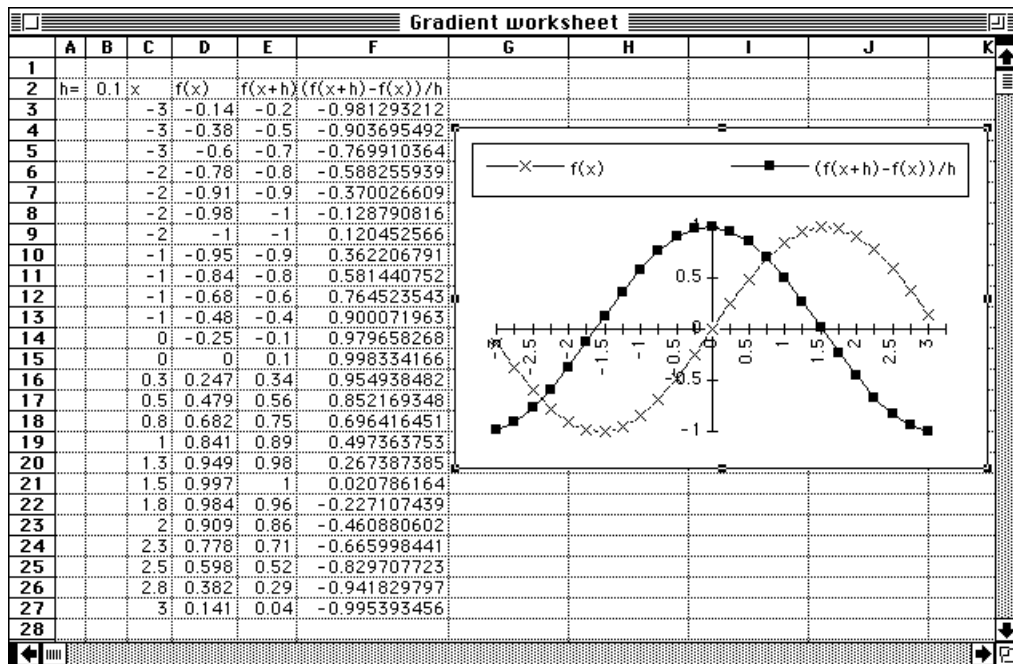 Gradient worksheet
A B C D E F G H I J K
1
2 h= 0.1 x f(x) f(x+h) (f(x+h)-f(x))/h
3 -3 -0.14 -0.2 -0.981293212
4 -3 -0.38 -0.5 -0.903695492
5 -3 -0.6 -0.7 -0.769910364
6 -2 -0.78 -0.8 -0.588255939
7 -2 -0.91 -0.9 -0.370026609
8 -2 -0.98 -1 -0.128790816
9 -2 -1 -1 0.120452566
10 -1 -0.95 -0.9 0.362206791
11 -1 -0.84 -0.8 0.581440752
12 -1 -0.68 -0.6 0.764523543
13 -1 -0.48 -0.4 0.900071963
14 0 -0.25 -0.1 0.979658268
15 0 0 0.1 0.998334166
16 0.3 0.247 0.34 0.954938482
17 0.5 0.479 0.56 0.852169348
18 0.8 0.682 0.75 0.696416451
19 1 0.841 0.89 0.497363753
20 1.3 0.949 0.98 0.267387385
21 1.5 0.997 1 0.020786164
22 1.8 0.984 0.96 -0.227107439
23 2 0.909 0.86 -0.460880602
24 2.3 0.778 0.71 -0.665998441
25 2.5 0.598 0.52 -0.829707723
26 2.8 0.382 0.29 -0.941829797
27 3 0.141 0.04 -0.995393456
28
f(x) (f(x+h)-f(x))/h
1
0.5
0
-0.5
-1
-3 -2.5 -2 -1.5 -1 -0.5 0 0.5 1 1.5 2 2.5 3